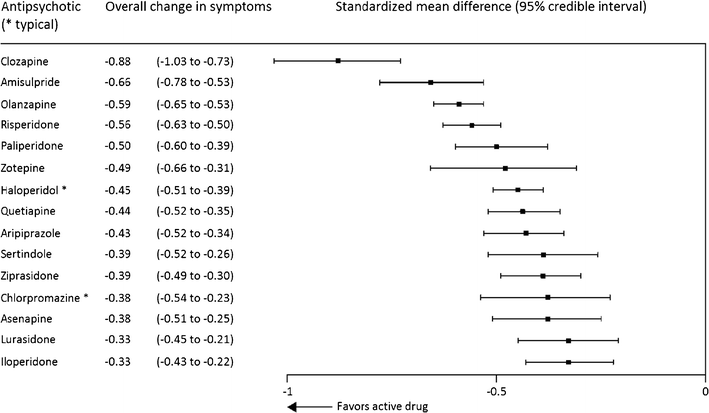 Antipsychotic Overall change in symptoms Standardized mean difference (95% credible interval)
(* typical)
Clozapine -0.88 (-1.03 to -0.73)
Amisulpride -0.66 (-0.78 to -0.53)
Olanzapine -0.59 (-0.65 to -0.53)
Risperidone -0.56 (-0.63 to -0.50)
Paliperidone -0.50 (-0.60 to -0.39)
Zotepine -0.49 (-0.66 to -0.31)
Haloperidol * -0.45 (-0.51 to -0.39)
Quetiapine -0.44 (-0.52 to -0.35)
Aripiprazole -0.43 (-0.52 to -0.34)
Sertindole -0.39 (-0.52 to -0.26)
Ziprasidone -0.39 (-0.49 to -0.30)
Chlorpromazine * -0.38 (-0.54 to -0.23)
Asenapine -0.38 (-0.51 to -0.25)
Lurasidone -0.33 (-0.45 to -0.21)
Iloperidone -0.33 (-0.43 to -0.22)
-1 -0.5 0
Favors active drug